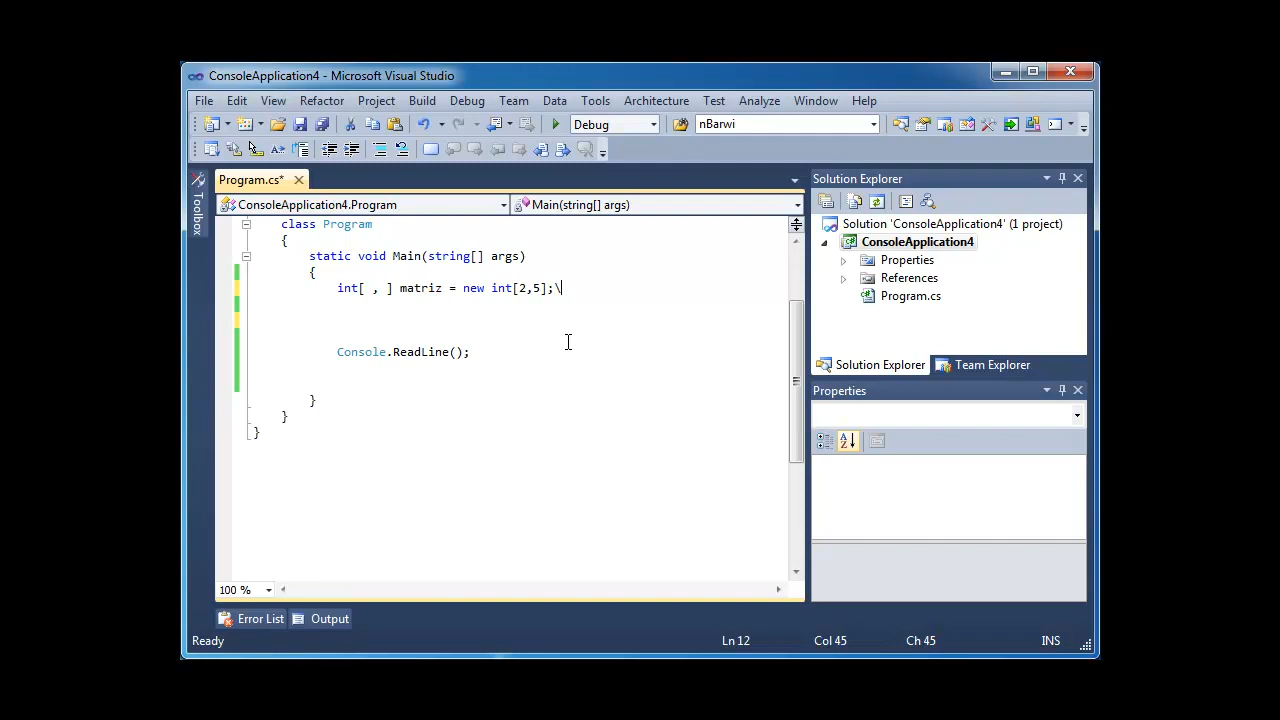 ConsoleApplication4 - Microsoft Visual Studio
File Edit View Refactor Project Build Debug Team Data Tools Architecture Test Analyze Window Help
Debug nBarwi
Program.cs*
Toolbox
ConsoleApplication4.Program Main(string[] args)
class Program
{
static void Main(string[] args)
{
int[ , ] matriz = new int[2,5];\
Console.ReadLine();
}
}
}
100 %
Solution Explorer
Solution 'ConsoleApplication4' (1 project)
ConsoleApplication4
Properties
References
Program.cs
Solution Explorer Team Explorer
Properties
Error List Output
Ready Ln 12 Col 45 Ch 45 INS